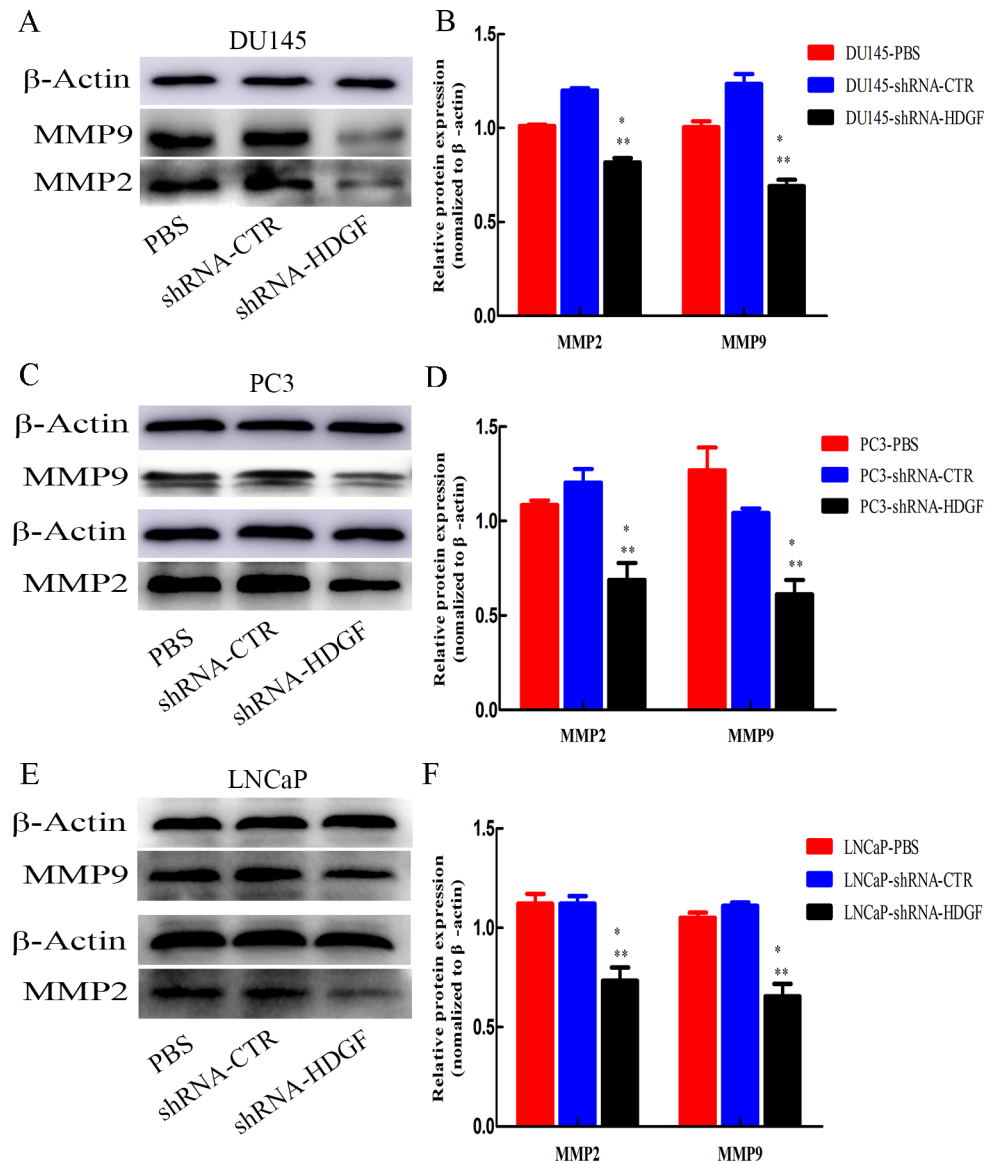 A
DU145
β-Actin
MMP9
MMP2
PBS
shRNA-CTR
shRNA-HDGF
B
Relative protein expression
(nomalized to β -actin)
1.5
1.0
0.5
0.0
*
**
*
**
MMP2
MMP9
DU145-PBS
DU145-shRNA-CTR
DU145-shRNA-HDGF
C
PC3
β-Actin
MMP9
β-Actin
MMP2
PBS
shRNA-CTR
shRNA-HDGF
D
Relative protein expression
(nomalized to β -actin)
1.5
1.0
0.5
0.0
*
**
*
**
MMP2
MMP9
PC3-PBS
PC3-shRNA-CTR
PC3-shRNA-HDGF
E
LNCaP
β-Actin
MMP9
β-Actin
MMP2
PBS
shRNA-CTR
shRNA-HDGF
F
Relative protein expression
(nomalized to β -actin)
1.5
1.0
0.5
0.0
*
**
*
**
MMP2
MMP9
LNCaP-PBS
LNCaP-shRNA-CTR
LNCaP-shRNA-HDGF